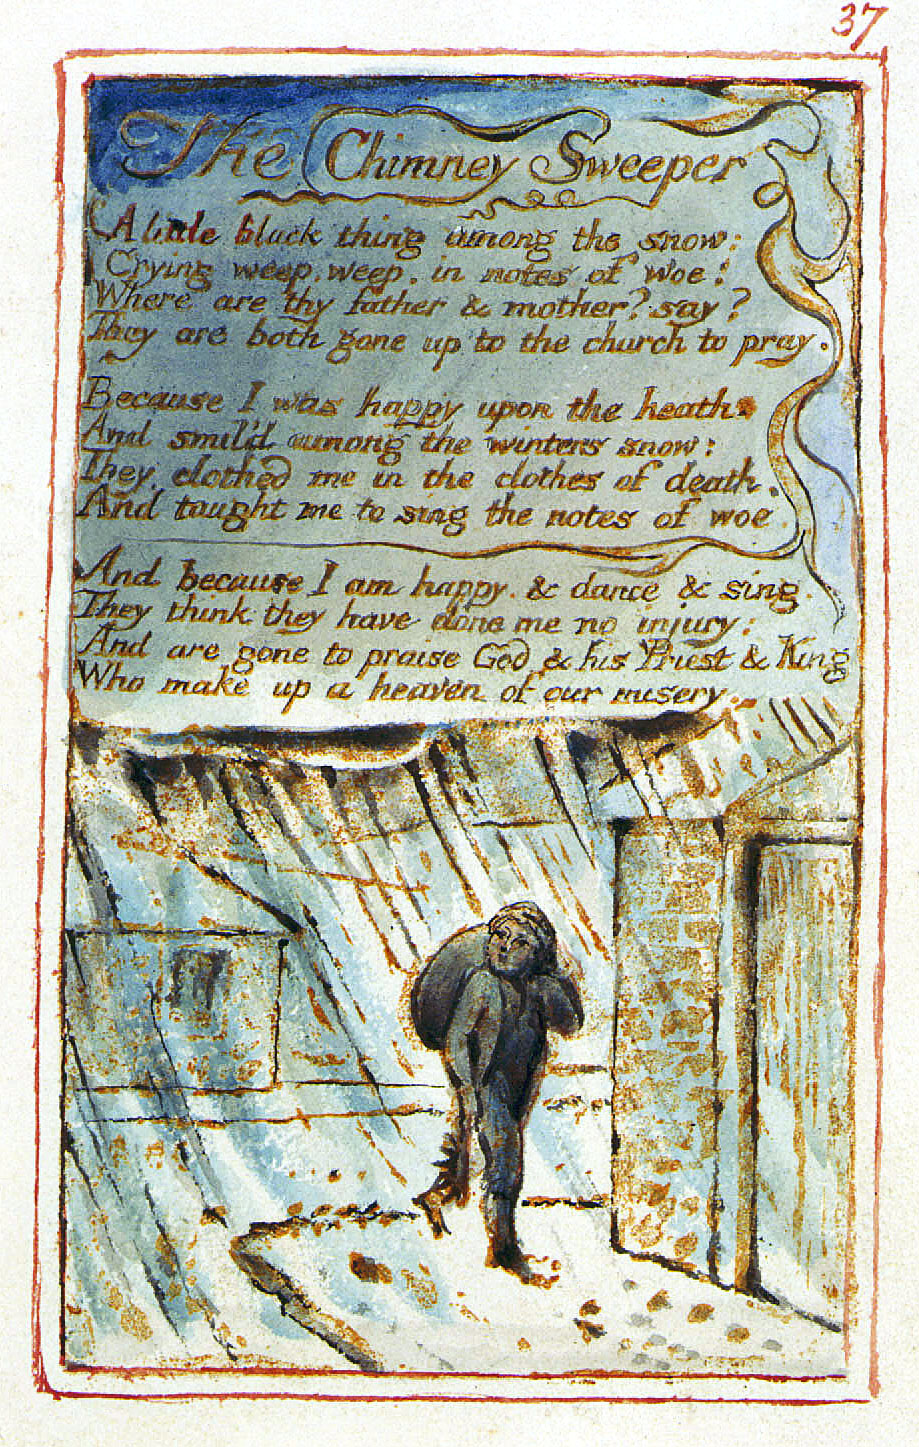 37
The Chimney Sweeper
A little black thing among the snow:
Crying weep, weep, in notes of woe!
Where are thy father & mother? say?
They are both gone up to the church to pray.
Because I was happy upon the heath.
And smil'd among the winters snow:
They clothed me in the clothes of death.
And taught me to sing the notes of woe.
And because I am happy. & dance & sing.
They think they have done me no injury:
And are gone to praise God & his Priest & King
Who make up a heaven of our misery.